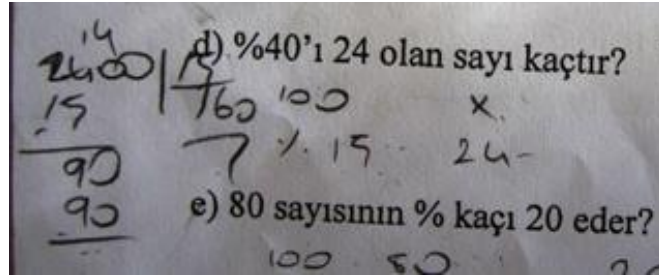 14
2400 | 15
160
15
90
90
d) %40'ı 24 olan sayı kaçtır?
100 x
% 15 24
e) 80 sayısının % kaçı 20 eder?
100 80